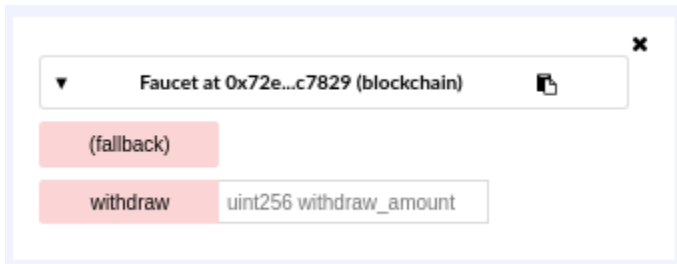 Faucet at 0x72e...c7829 (blockchain)
(fallback)
withdraw uint256 withdraw_amount